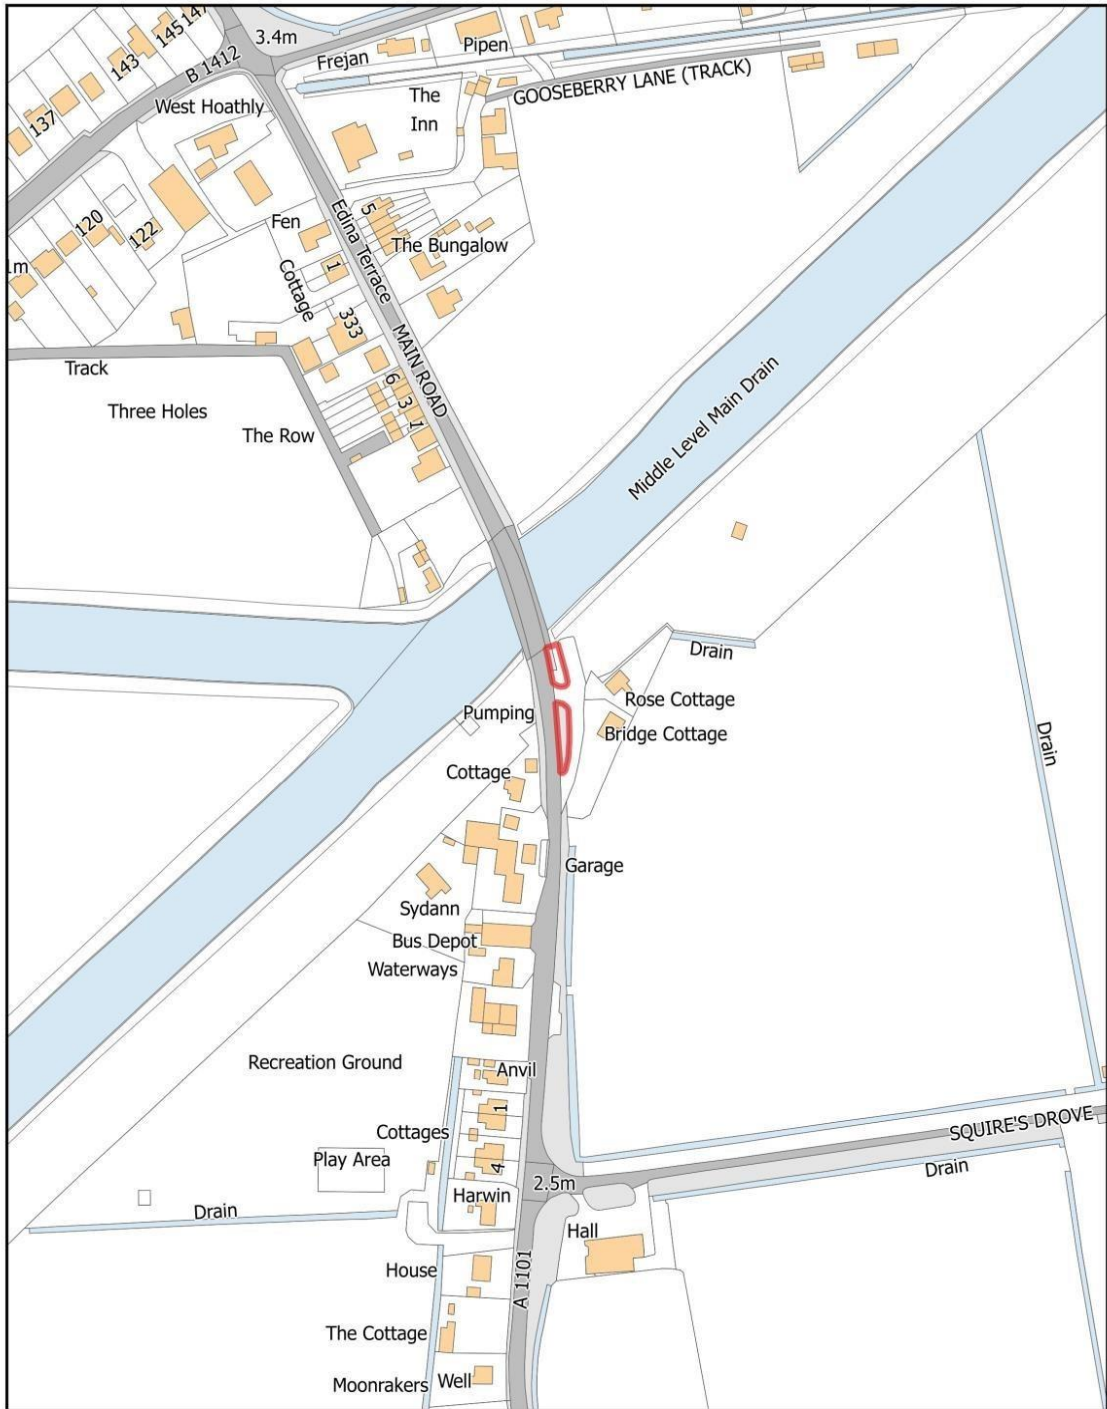 147
145
3.4m
143
B 1412
Frejan
Pipen
137
West Hoathly
The
Inn
GOOSEBERRY LANE (TRACK)
120
122
Fen
5
Edina Terrace
The Bungalow
1m
Cottage
1
333
MAIN ROAD
Track
Three Holes
6
3
1
The Row
Middle Level Main Drain
Drain
Rose Cottage
Pumping
Bridge Cottage
Drain
Cottage
Garage
Sydann
Bus Depot
Waterways
Recreation Ground
Anvil
1
Cottages
SQUIRE'S DROVE
Play Area
4
2.5m
Drain
Harwin
Drain
Hall
House
A 1101
The Cottage
Moonrakers
Well